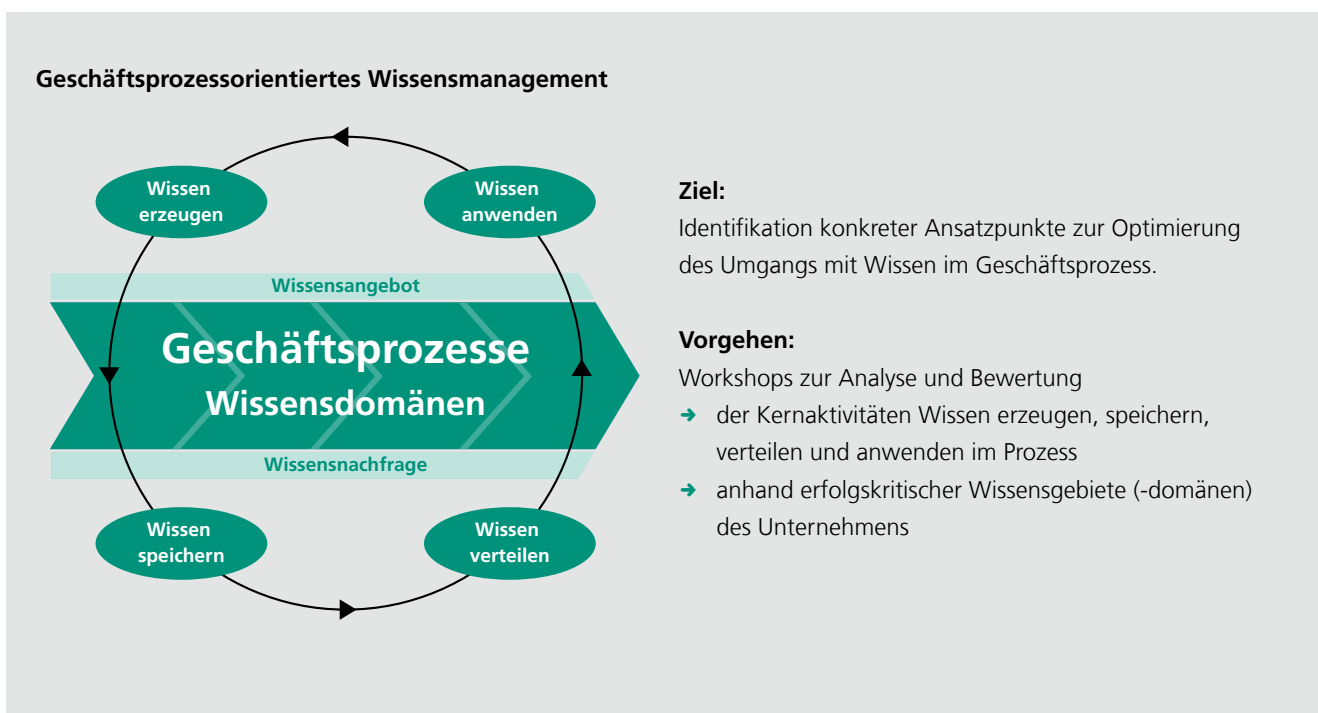 Geschäftsprozessorientiertes Wissensmanagement
Wissen
erzeugen
Wissen
anwenden
Wissensangebot
Geschäftsprozesse
Wissensdomänen
Wissensnachfrage
Wissen
speichern
Wissen
verteilen
Ziel:
Identifikation konkreter Ansatzpunkte zur Optimierung
des Umgangs mit Wissen im Geschäftsprozess.
Vorgehen:
Workshops zur Analyse und Bewertung
➜ der Kernaktivitäten Wissen erzeugen, speichern,
verteilen und anwenden im Prozess
➜ anhand erfolgskritischer Wissensgebiete (-domänen)
des Unternehmens